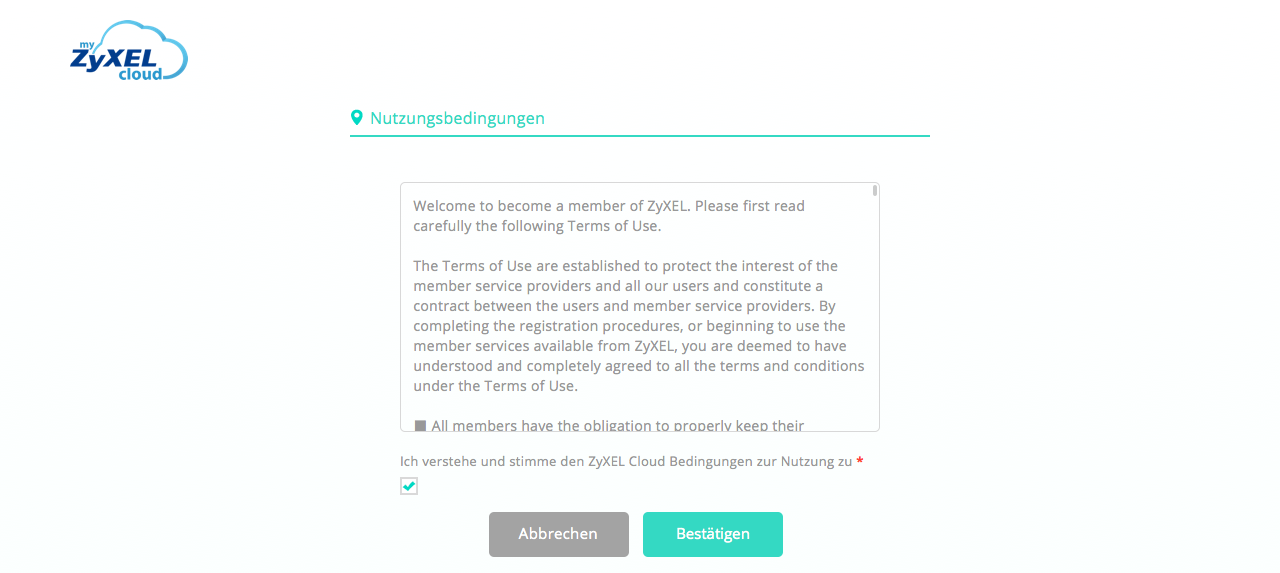 my
ZyXEL
cloud
Nutzungsbedingungen
Welcome to become a member of ZyXEL. Please first read
carefully the following Terms of Use.
The Terms of Use are established to protect the interest of the
member service providers and all our users and constitute a
contract between the users and member service providers. By
completing the registration procedures, or beginning to use the
member services available from ZyXEL, you are deemed to have
understood and completely agreed to all the terms and conditions
under the Terms of Use.
■ All members have the obligation to properly keep their
Ich verstehe und stimme den ZyXEL Cloud Bedingungen zur Nutzung zu *
Abbrechen
Bestätigen